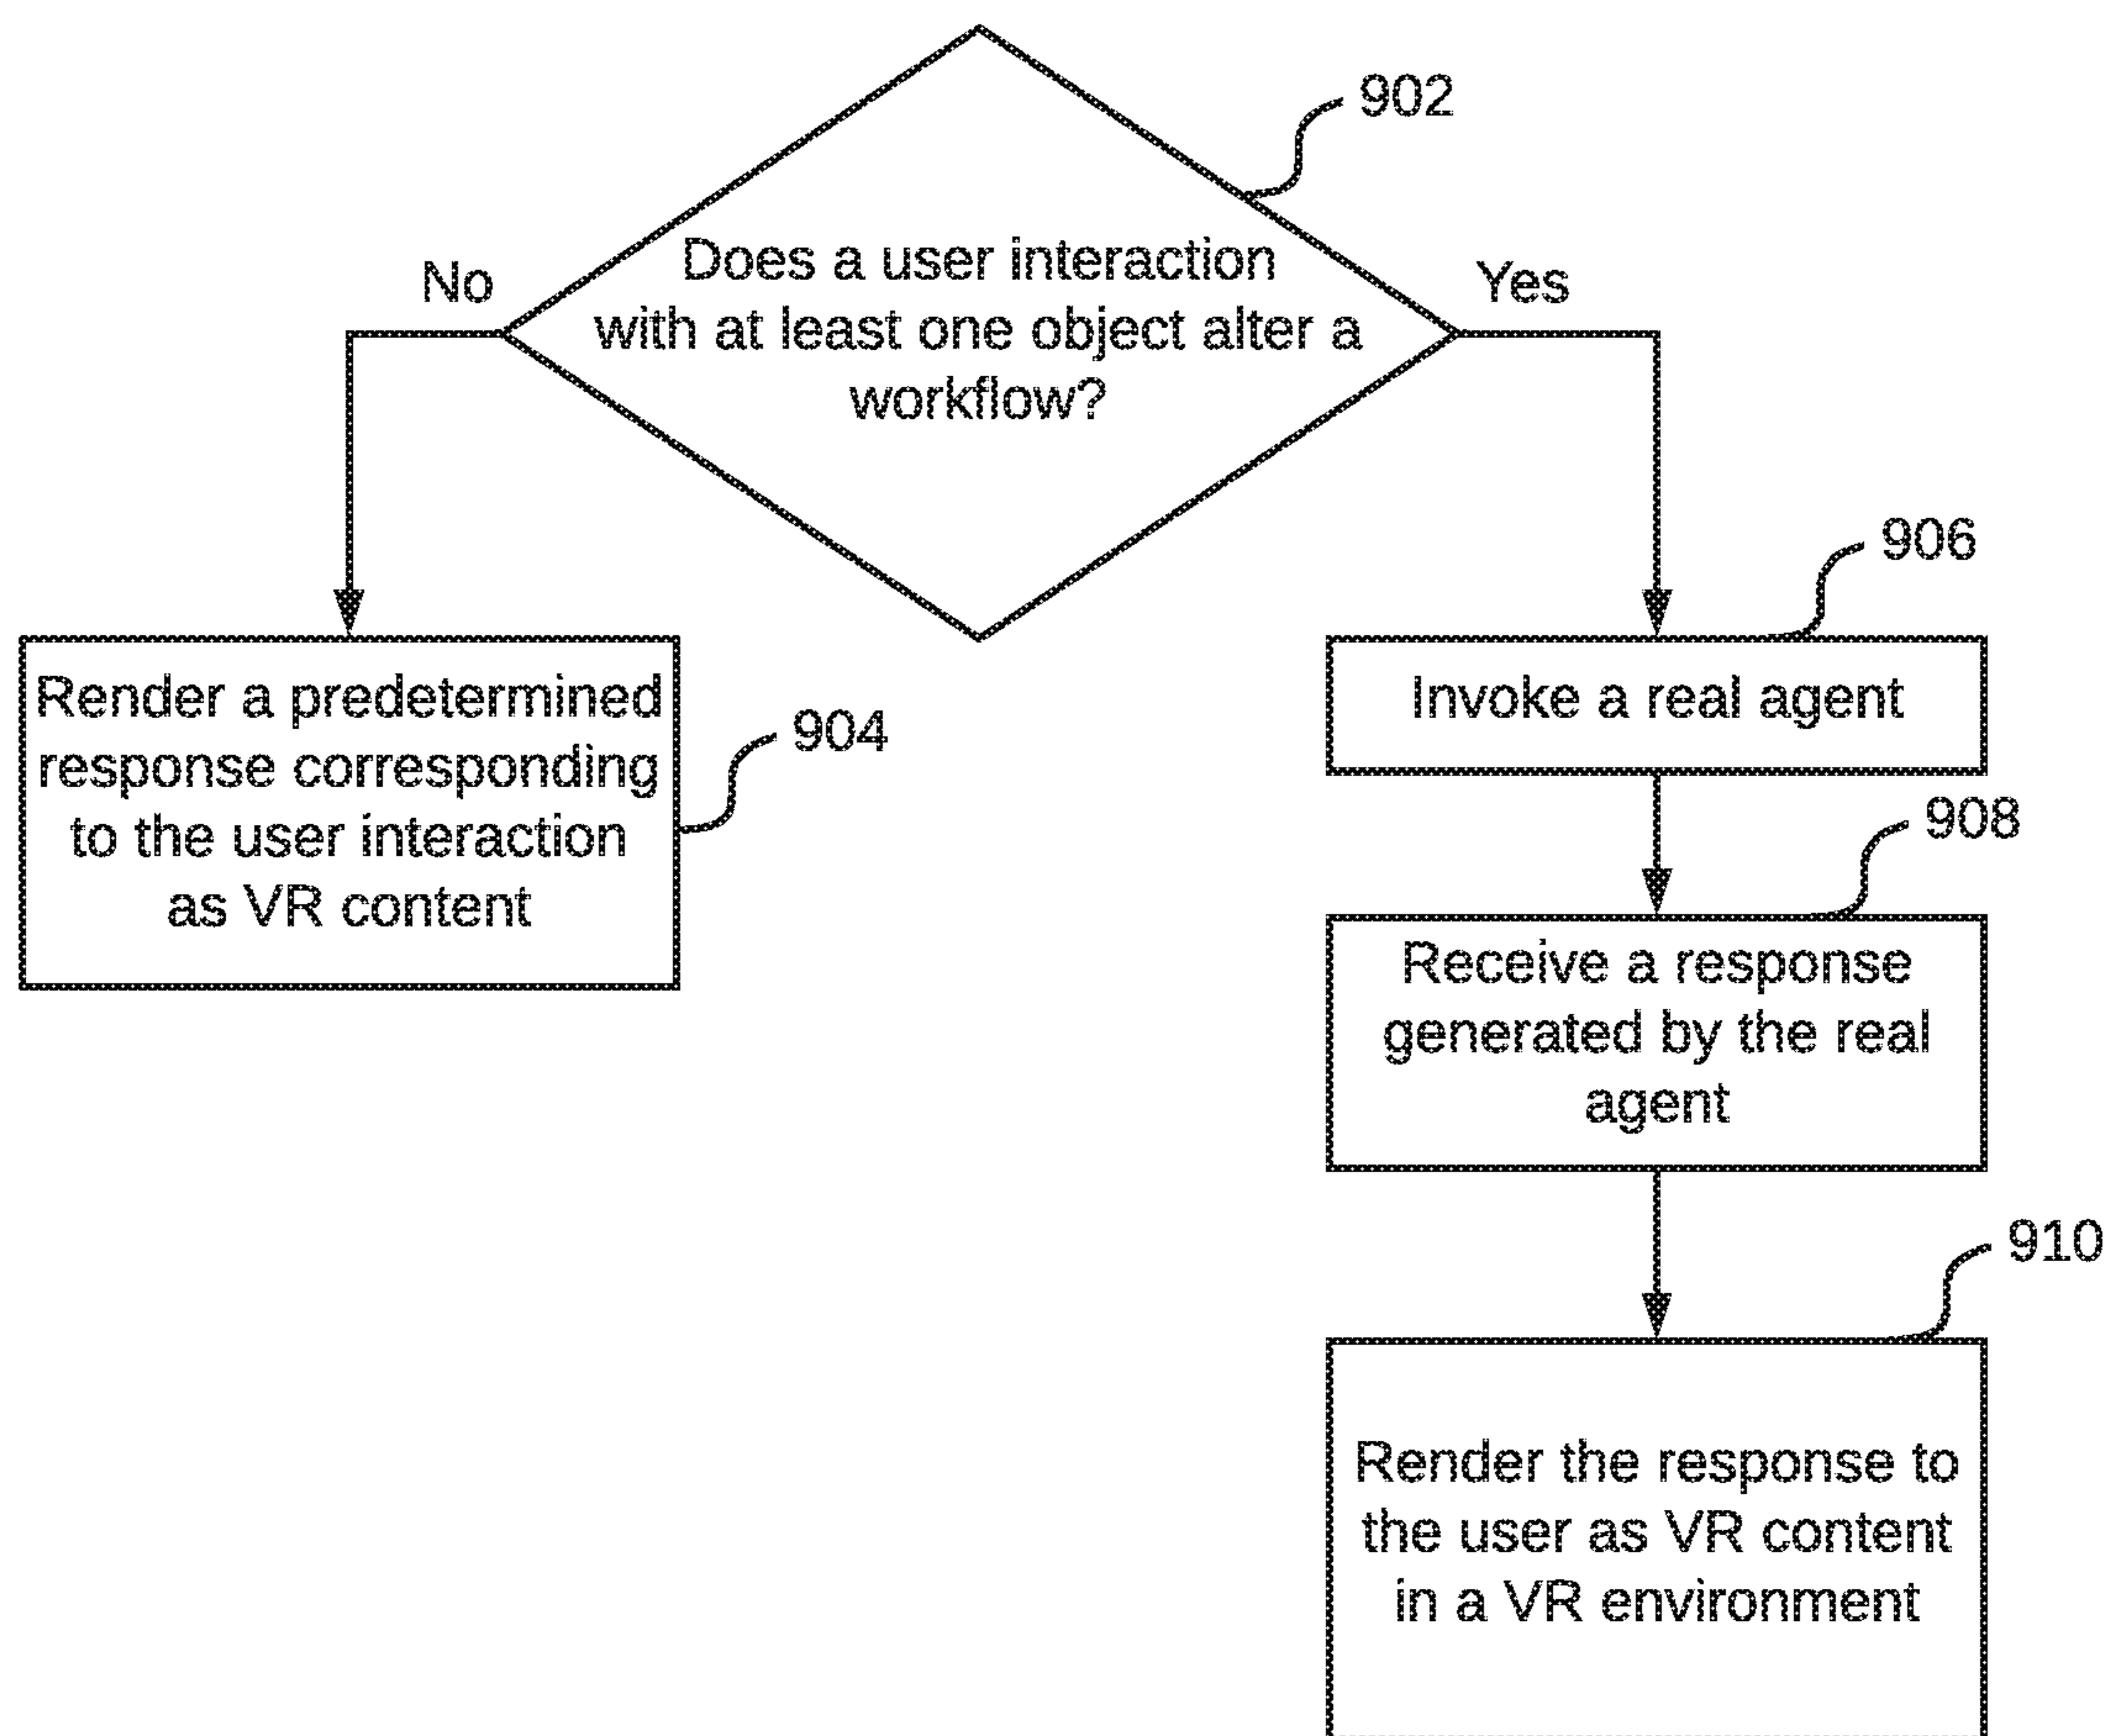 902
Does a user interaction
with at least one object alter a
workflow?
No
Yes
904
Render a predetermined
response corresponding
to the user interaction
as VR content
906
Invoke a real agent
908
Receive a response
generated by the real
agent
910
Render the response to
the user as VR content
in a VR environment